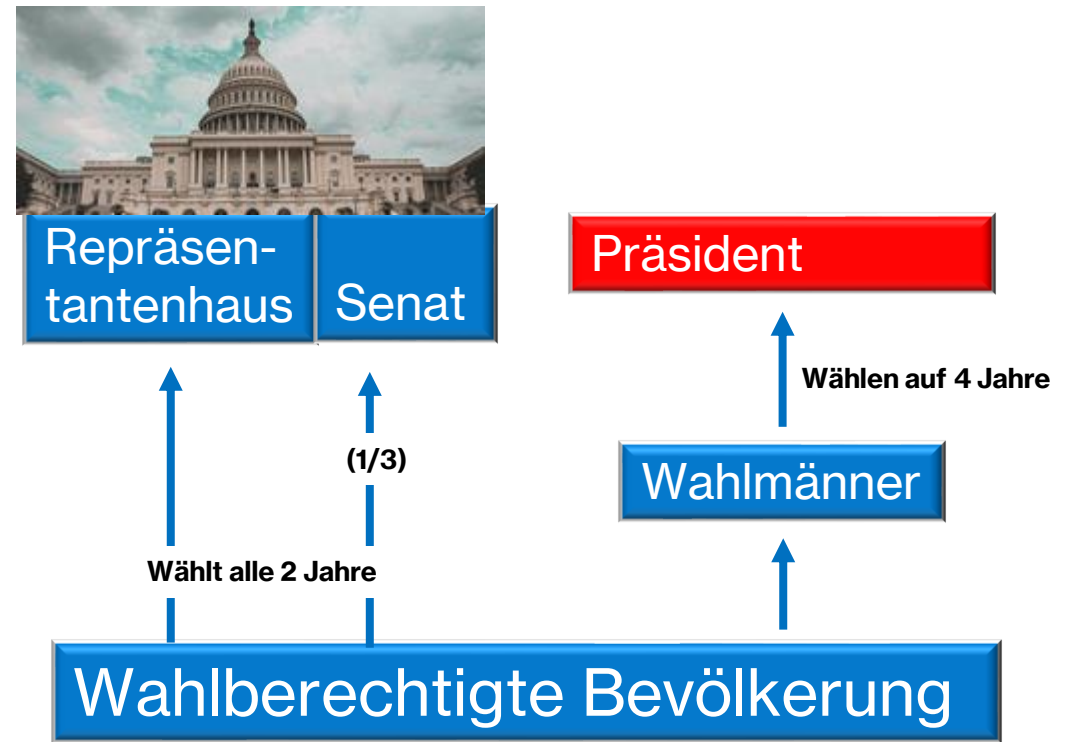 Repräsen-
tantenhaus
Senat
Präsident
Wählen auf 4 Jahre
(1/3)
Wahlmänner
Wählt alle 2 Jahre
Wahlberechtigte Bevölkerung